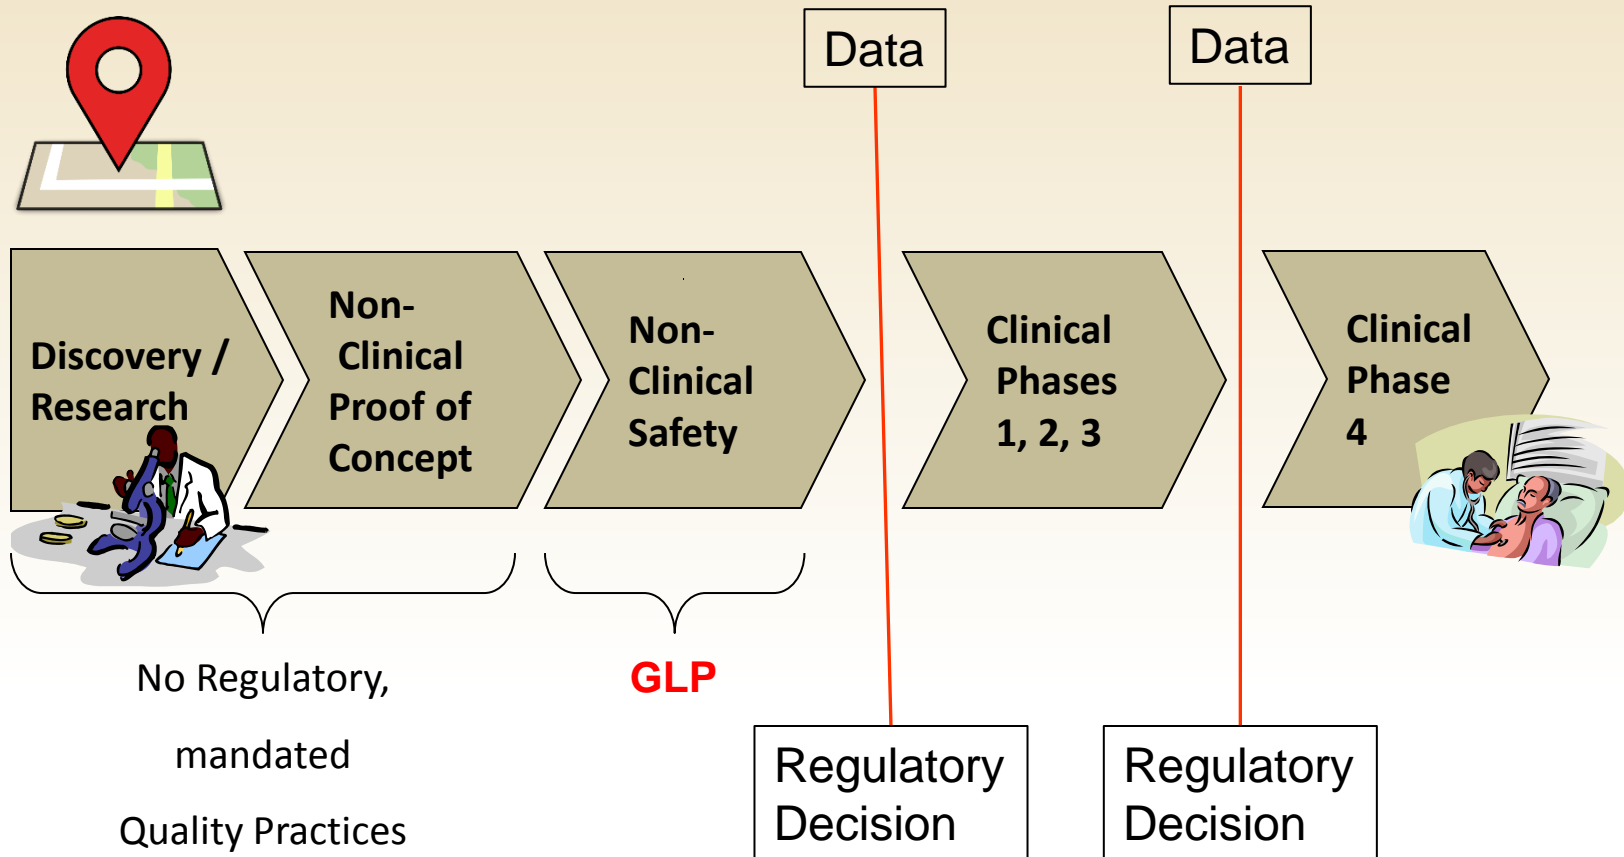 Data
Data
Discovery /
Research
Non-
Clinical
Proof of
Concept
Non-
Clinical
Safety
Clinical
Phases
1, 2, 3
Clinical
Phase
4
No Regulatory,
mandated
Quality Practices
GLP
Regulatory
Decision
Regulatory
Decision